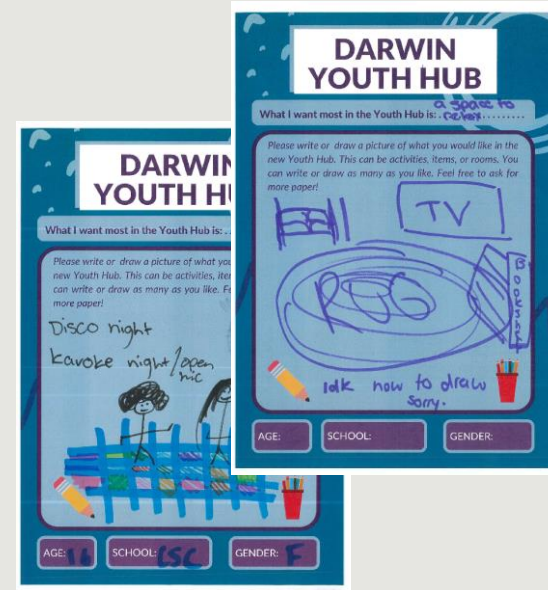 DARWIN
YOUTH HUB
What I want most in the Youth Hub is: a space to
relax
Please write or draw a picture of what you would like in the
new Youth Hub. This can be activities, items, or rooms. You
can write or draw as many as you like. Feel free to ask for
more paper!
TV
RUG
idk how to draw
sorry.
AGE:
SCHOOL:
GENDER:
DARWIN
YOUTH HU
What I want most in the Youth Hub is:
Please write or draw a picture of what you
new Youth Hub. This can be activities,
can write or draw as many as you like.
more paper!
Disco night
Karoke night/open
mic
AGE: 16
SCHOOL: CSC
GENDER: F